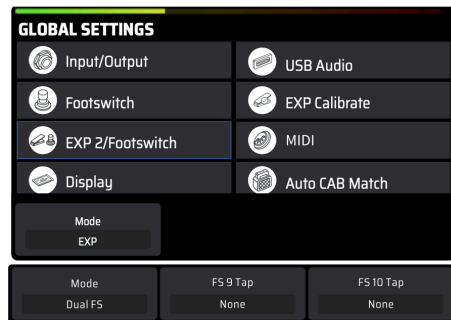 GLOBAL SETTINGS
Input/Output
USB Audio
Footswitch
EXP Calibrate
EXP 2/Footswitch
MIDI
Display
Auto CAB Match
Mode
EXP
Mode
FS 9 Tap
FS 10 Tap
Dual FS
None
None